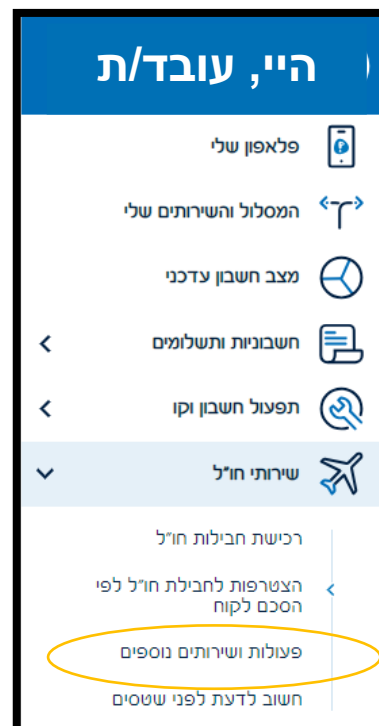 היי, עובד/ת
פלאפון שלי
המסלול והשירותים שלי
מצב חשבון עדכני
חשבוניות ותשלומים
תפעול חשבון וקו
שירותי חו״ל
רכישת חבילות חו״ל
הצטרפות לחבילת חו״ל לפי
הסכם לקוח
פעולות ושירותים נוספים
חשוב לדעת לפני שטסים